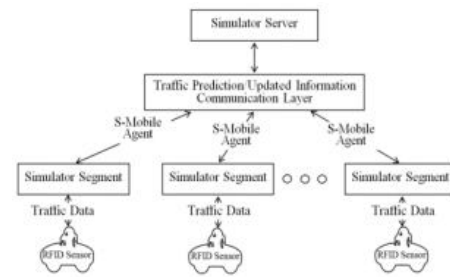 Simulator Server
Traffic Prediction/Updated Information
Communication Layer
S-Mobile
Agent
S-Mobile
Agent
S-Mobile
Agent
Simulator Segment
Simulator Segment
Simulator Segment
Traffic Data
Traffic Data
Traffic Data
RFID Sensor
RFID Sensor
RFID Sensor